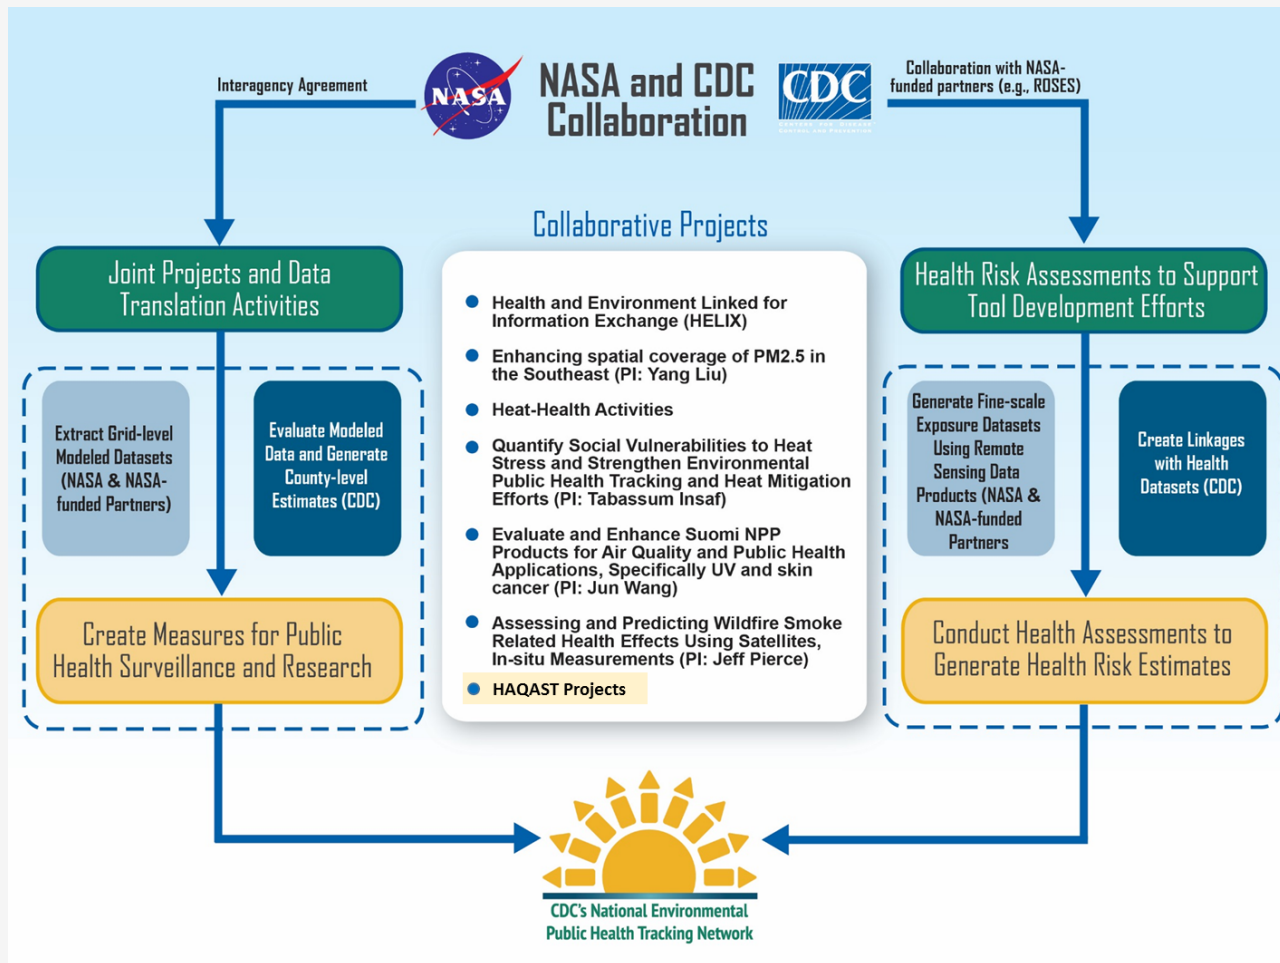 Interagency Agreement
NASA
NASA and CDC
Collaboration
CDC
CENTERS FOR DISEASE
CONTROL AND PREVENTION
Collaboration with NASA-
funded partners (e.g., ROSES)
Joint Projects and Data
Translation Activities
Extract Grid-level
Modeled Datasets
(NASA & NASA-
funded Partners)
Evaluate Modeled
Data and Generate
County-level
Estimates (CDC)
Create Measures for Public
Health Surveillance and Research
Collaborative Projects
Health and Environment Linked for
Information Exchange (HELIX)
Enhancing spatial coverage of PM2.5 in
the Southeast (PI: Yang Liu)
Heat-Health Activities
Quantify Social Vulnerabilities to Heat
Stress and Strengthen Environmental
Public Health Tracking and Heat Mitigation
Efforts (PI: Tabassum Insaf)
Evaluate and Enhance Suomi NPP
Products for Air Quality and Public Health
Applications, Specifically UV and skin
cancer (PI: Jun Wang)
Assessing and Predicting Wildfire Smoke
Related Health Effects Using Satellites,
In-situ Measurements (PI: Jeff Pierce)
HAQAST Projects
Health Risk Assessments to Support
Tool Development Efforts
Generate Fine-scale
Exposure Datasets
Using Remote
Sensing Data
Products (NASA &
NASA-funded
Partners
Create Linkages
with Health
Datasets (CDC)
Conduct Health Assessments to
Generate Health Risk Estimates
CDC's National Environmental
Public Health Tracking Network